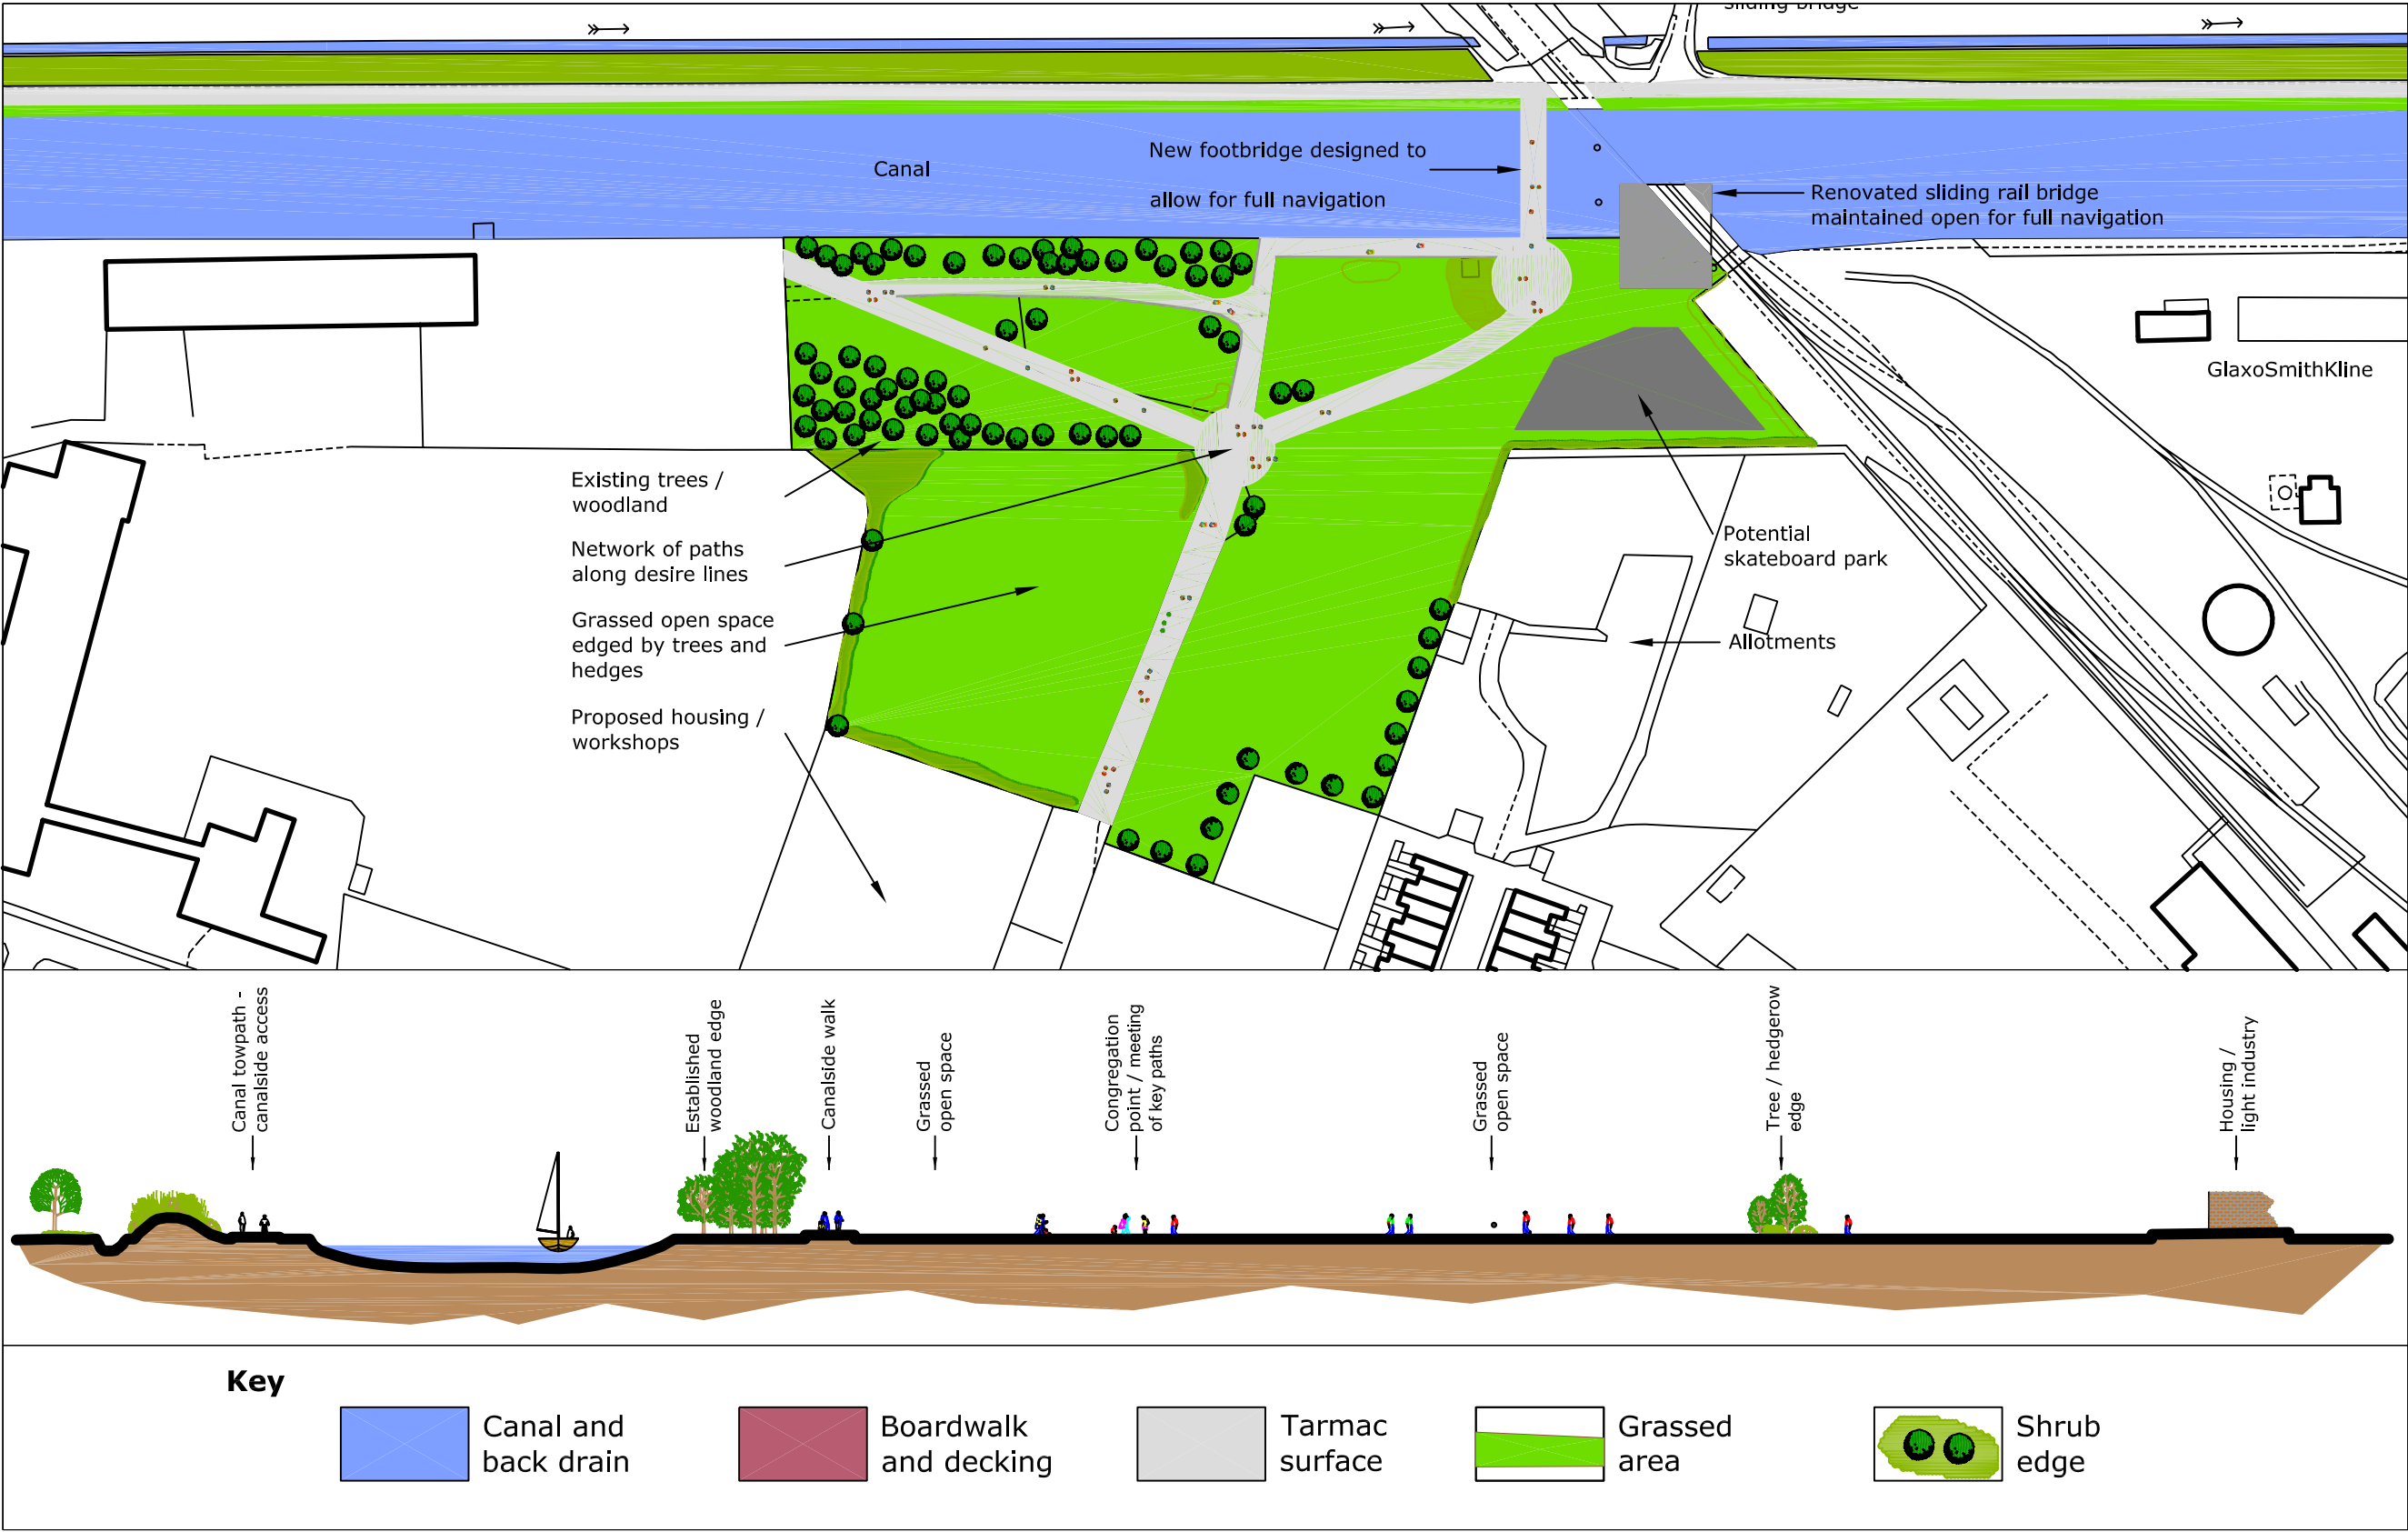 sliding bridge
Canal
New footbridge designed to
allow for full navigation
Renovated sliding rail bridge
maintained open for full navigation
GlaxoSmithKline
Existing trees /
woodland
Network of paths
along desire lines
Grassed open space
edged by trees and
hedges
Proposed housing /
workshops
Potential
skateboard park
Allotments
Canal towpath -
canalside access
Established
woodland edge
Canalside walk
Grassed
open space
Congregation
point / meeting
of key paths
Grassed
open space
Tree / hedgerow
edge
Housing /
light industry
Key
Canal and
back drain
Boardwalk
and decking
Tarmac
surface
Grassed
area
Shrub
edge